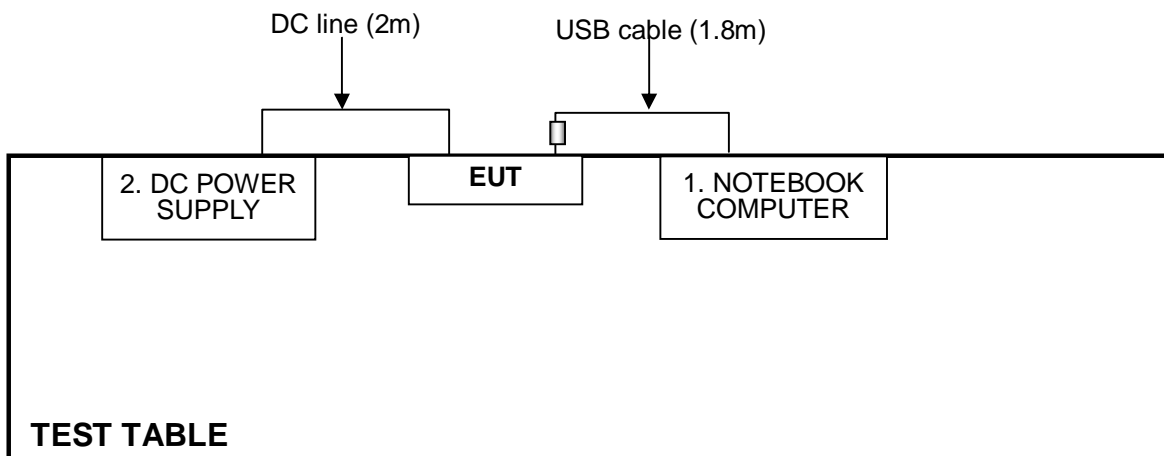 DC line (2m)
USB cable (1.8m)
2. DC POWER
SUPPLY
EUT
1. NOTEBOOK
COMPUTER
TEST TABLE